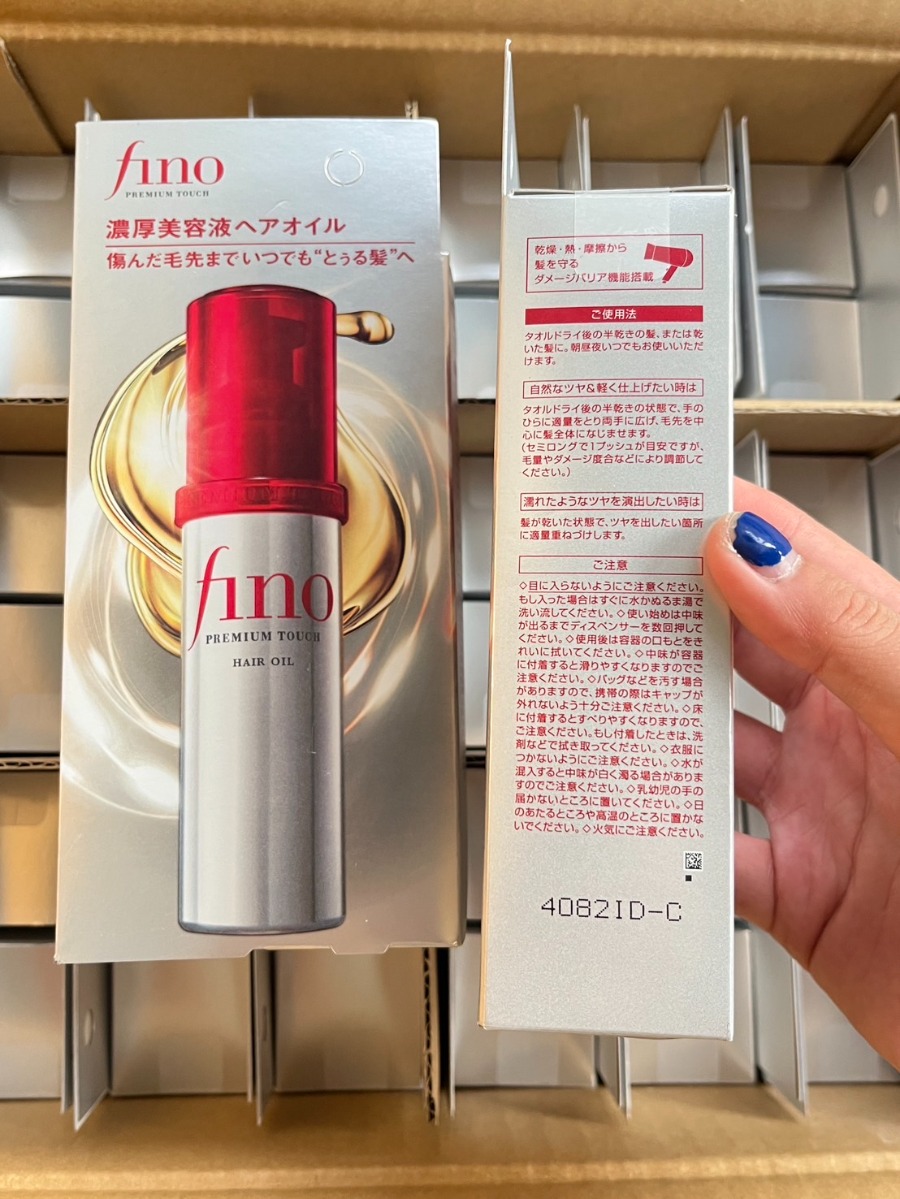 fino
PREMIUM TOUCH
濃厚美容液ヘアオイル
傷んだ毛先までいつでも“とぅる髪”へ
fino
PREMIUM TOUCH
HAIR OIL
乾燥・熱・摩擦から
髪を守る
ダメージバリア機能搭載
ご使用法
タオルドライ後の半乾きの髪、または乾
いた髪に。朝昼夜いつでもお使いいただ
けます。
自然なツヤ&軽く仕上げたい時は
タオルドライ後の半乾きの状態で、手の
ひらに適量をとり両手に広げ、毛先を中
心に髪全体になじませます。
(セミロングで1プッシュが目安ですが、
毛量やダメージ度合などにより調節して
ください。)
濡れたようなツヤを演出したい時は
髪が乾いた状態で、ツヤを出したい箇所
に適量重ねづけします。
ご注意
◇目に入らないようにご注意ください。
もし入った場合はすぐに水かぬるま湯で
洗い流してください。◇使い始めは中味
が出るまでディスペンサーを数回押して
ください。◇使用後は容器の口もとをき
れいに拭いてください。◇中味が容器
に付着すると滑りやすくなりますのでご
注意ください。◇バッグなどを汚す場合
がありますので、携帯の際はキャップが
外れないよう十分ご注意ください。◇床
に付着するとすべりやすくなりますので、
ご注意ください。もし付着したときは、洗
剤などで拭き取ってください。◇衣服に
つかないようにご注意ください。◇水が
混入すると中味が白く濁る場合がありま
すのでご注意ください。◇乳幼児の手の
届かないところに置いてください。◇日
のあたるところや高温のところに置かな
いでください。◇火気にご注意ください。
4082ID-C